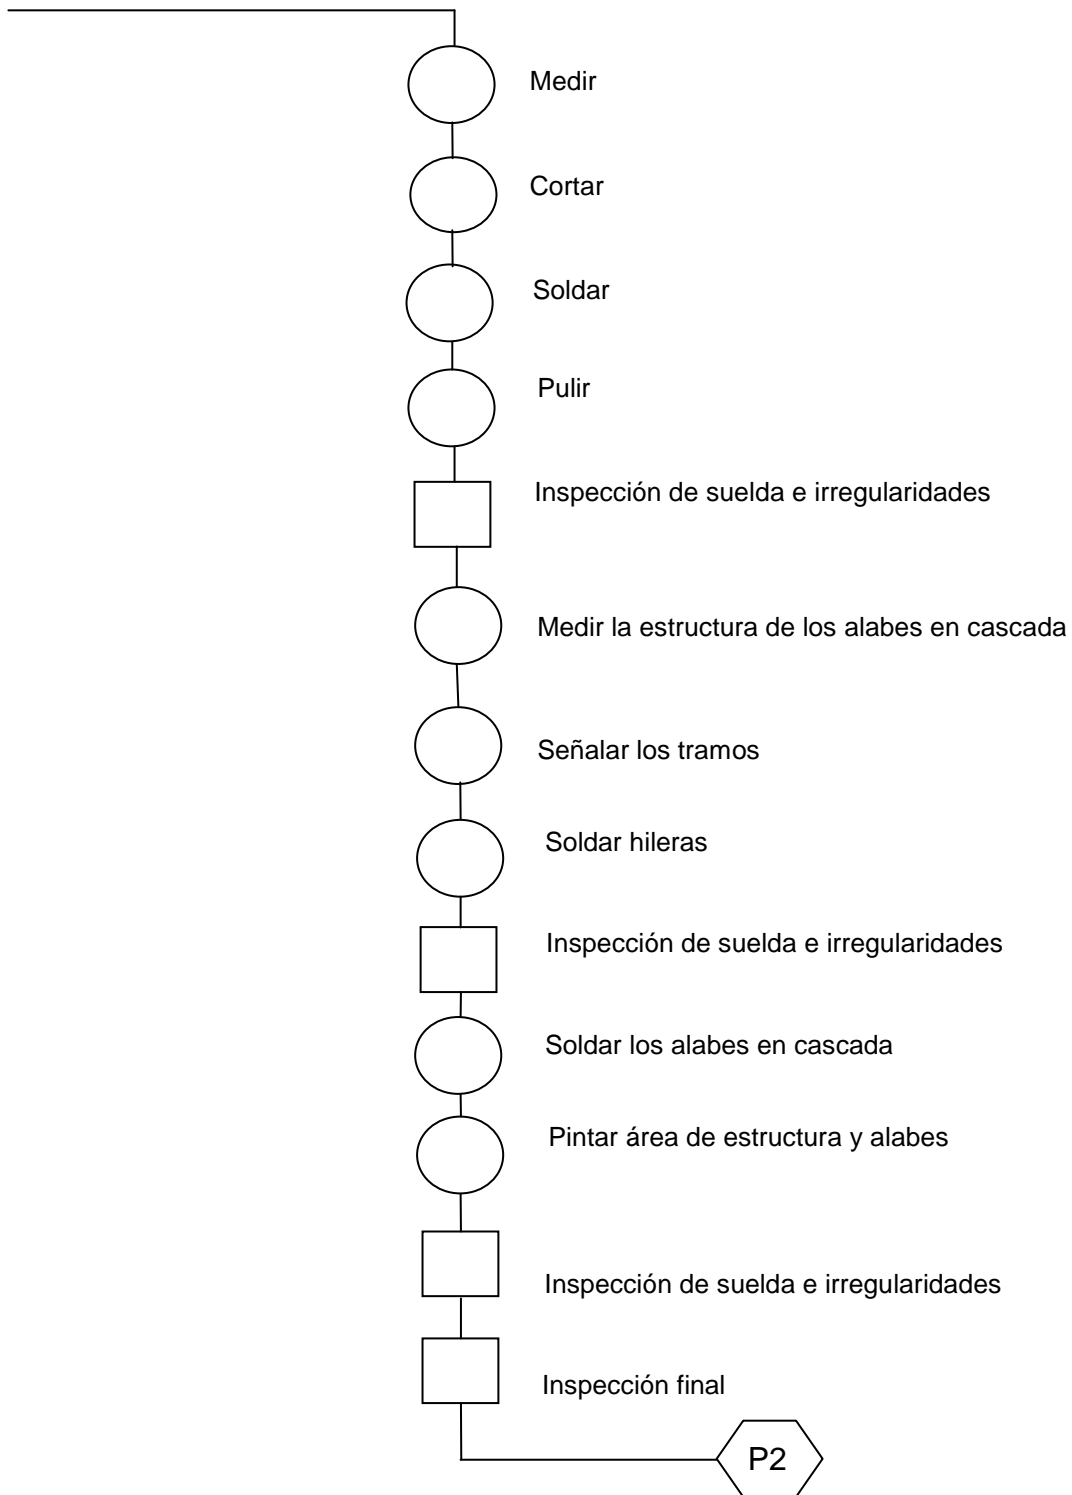 Medir
Cortar
Soldar
Pulir
Inspección de suelda e irregularidades
Medir la estructura de los alabes en cascada
Señalar los tramos
Soldar hileras
Inspección de suelda e irregularidades
Soldar los alabes en cascada
Pintar área de estructura y alabes
Inspección de suelda e irregularidades
Inspección final
P2